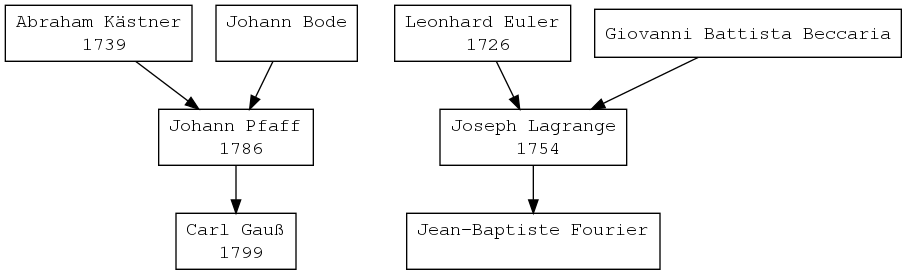 Abraham Kästner
1739
Johann Bode
Leonhard Euler
1726
Giovanni Battista Beccaria
Johann Pfaff
1786
Joseph Lagrange
1754
Carl Gauß
1799
Jean-Baptiste Fourier